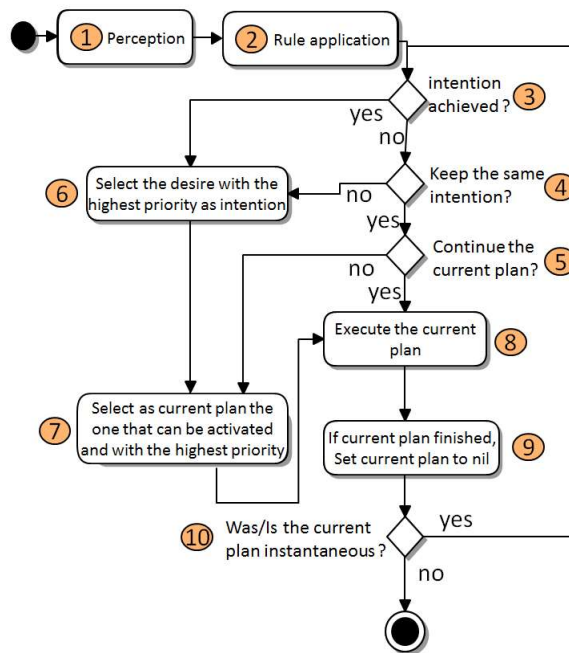 1 Perception
2 Rule application
intention
achieved ?
3
yes
no
6
Select the desire with the
highest priority as intention
no
Keep the same
intention?
4
yes
Continue the
current plan?
5
no
yes
Execute the current
plan
8
7
Select as current plan the
one that can be activated
and with the highest priority
If current plan finished,
Set current plan to nil
9
10
Was/Is the current
plan instantaneous ?
yes
no